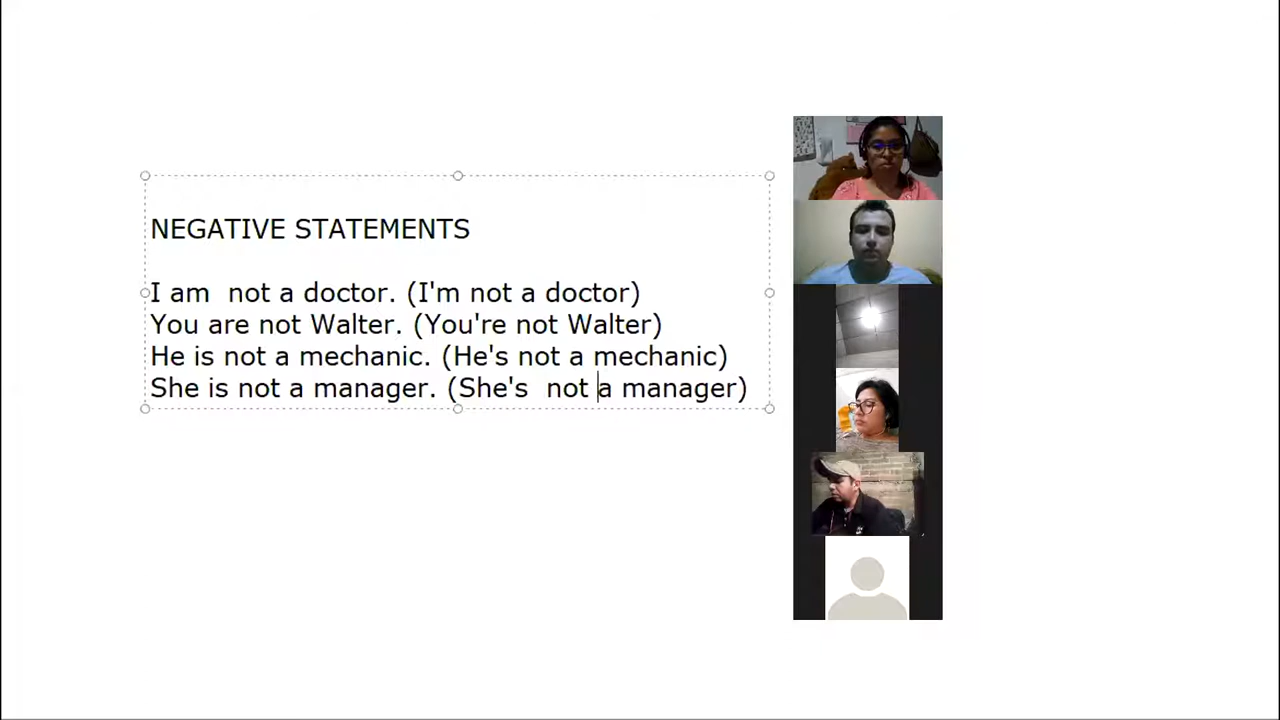 NEGATIVE STATEMENTS
I am  not a doctor. (I'm not a doctor)
You are not Walter. (You're not Walter)
He is not a mechanic. (He's not a mechanic)
She is not a manager. (She's  not a manager)